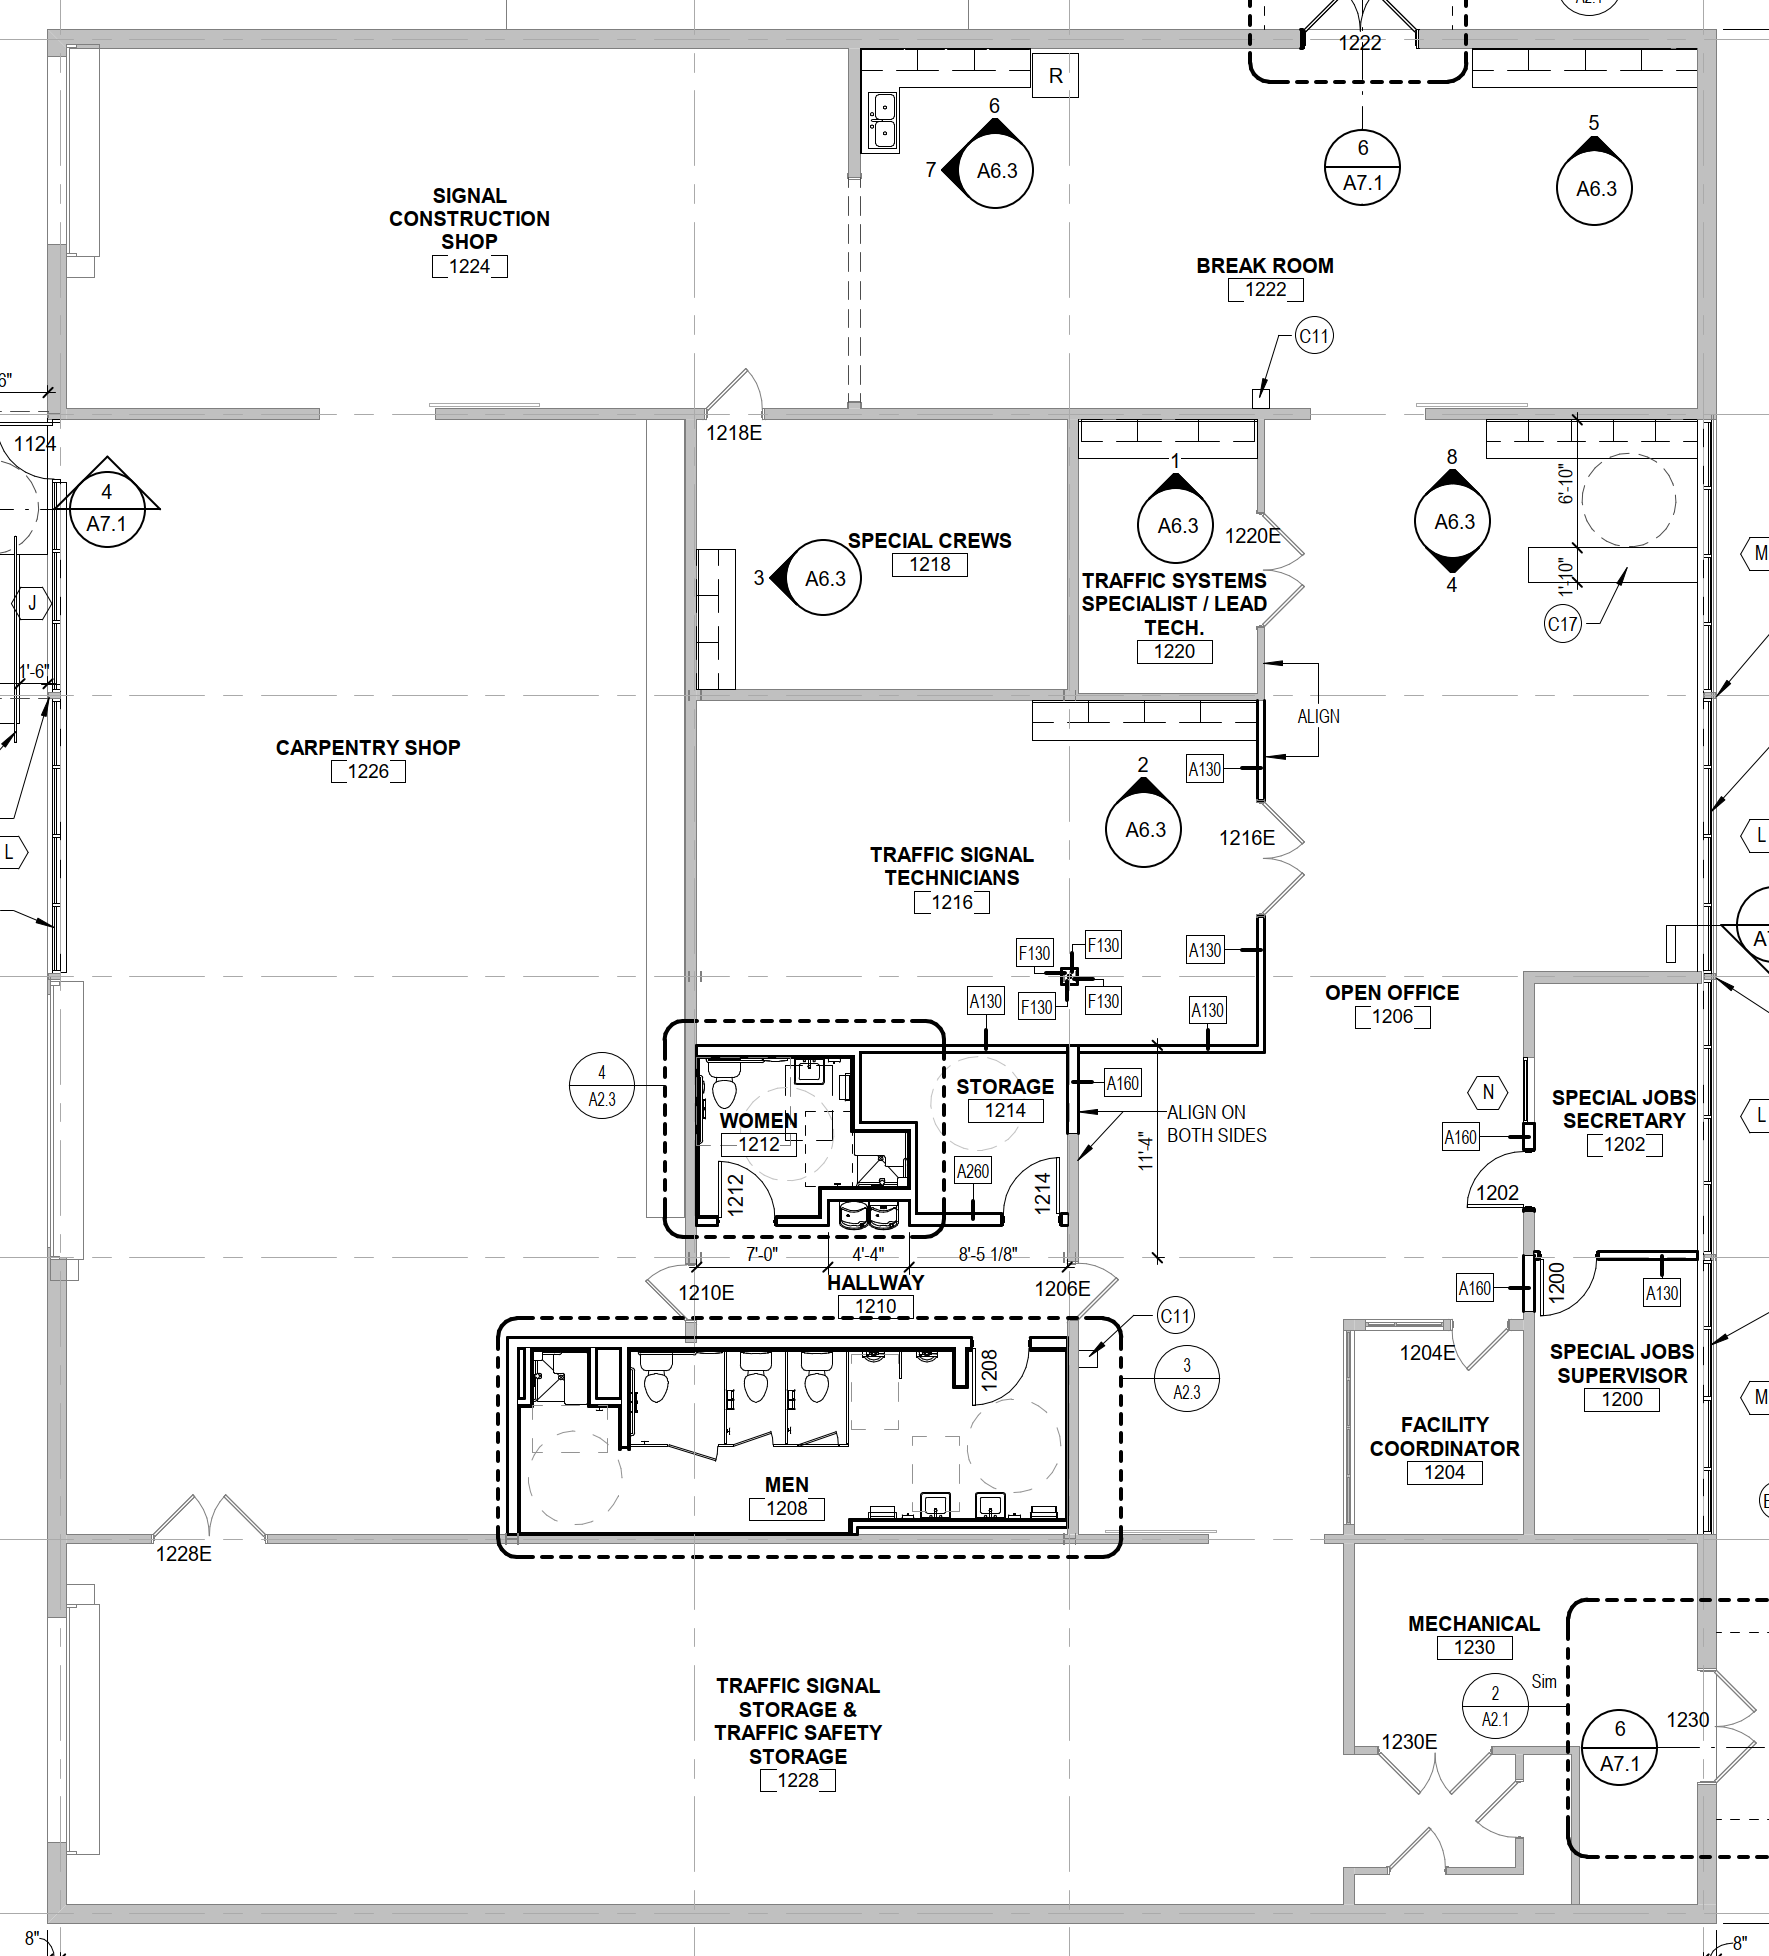 1222
R
6
7
A6.3
6
A7.1
5
A6.3
SIGNAL
CONSTRUCTION
SHOP
1224
BREAK ROOM
1222
C11
6"
1124
1218E
4
A7.1
1
A6.3
8
A6.3
4
6'-10"
1'-10"
C17
M
SPECIAL CREWS
1218
3
A6.3
1220E
TRAFFIC SYSTEMS
SPECIALIST / LEAD
TECH.
1220
J
1'-6"
ALIGN
CARPENTRY SHOP
1226
A130
2
A6.3
1216E
L
L
TRAFFIC SIGNAL
TECHNICIANS
1216
F130
F130
F130
F130
A130
A130
A130
OPEN OFFICE
1206
4
A2.3
WOMEN
1212
1212
STORAGE
1214
1214
A260
A160
ALIGN ON
BOTH SIDES
11'-4"
N
A160
SPECIAL JOBS
SECRETARY
1202
1202
L
7'-0"
4'-4"
8'-5 1/8"
1210E
HALLWAY
1210
1206E
C11
3
A2.3
A160
1200
A130
1208
1204E
SPECIAL JOBS
SUPERVISOR
1200
M
FACILITY
COORDINATOR
1204
MEN
1208
1228E
MECHANICAL
1230
Sim
2
A2.1
6
A7.1
1230
1230E
TRAFFIC SIGNAL
STORAGE &
TRAFFIC SAFETY
STORAGE
1228
8"
8"